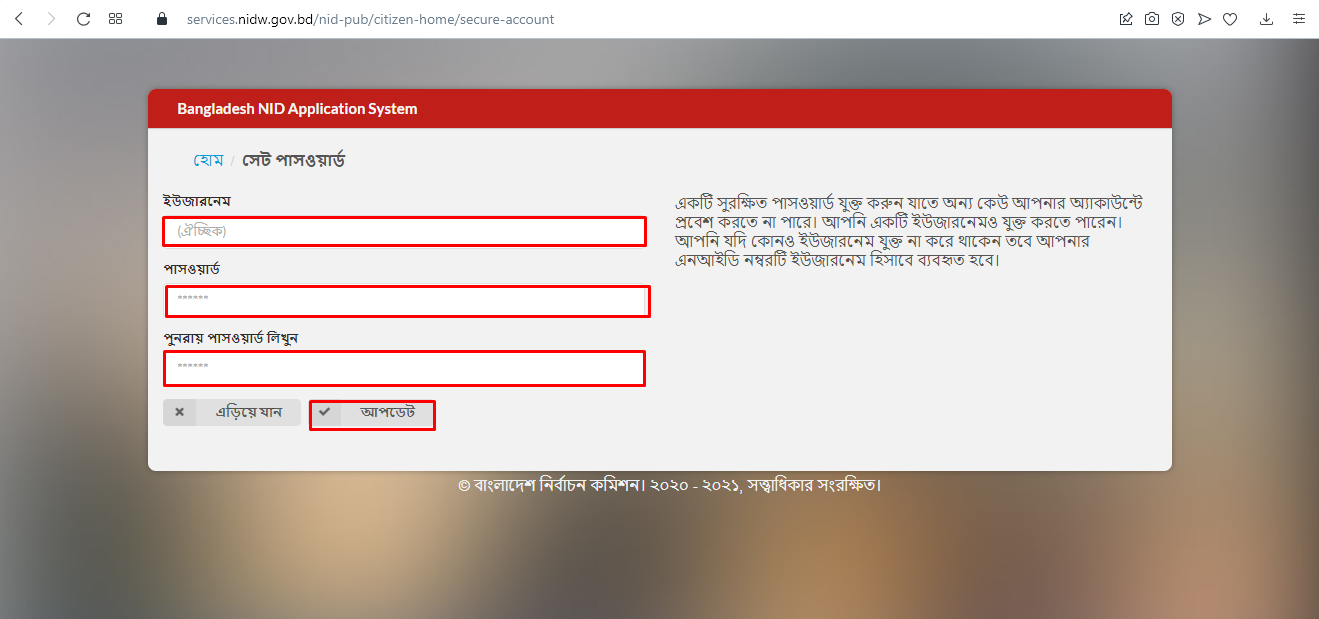 services.nidw.gov.bd/nid-pub/citizen-home/secure-account
Bangladesh NID Application System
হোম / সেট পাসওয়ার্ড
ইউজারনেম
(ঐচ্ছিক)
পাসওয়ার্ড
******
পুনরায় পাসওয়ার্ড লিখুন
******
এড়িয়ে যান
আপডেট
একটি সুরক্ষিত পাসওয়ার্ড যুক্ত করুন যাতে অন্য কেউ আপনার অ্যাকাউন্টে
প্রবেশ করতে না পারে। আপনি একটি ইউজারনেমও যুক্ত করতে পারেন।
আপনি যদি কোনও ইউজারনেম যুক্ত না করে থাকেন তবে আপনার
এনআইডি নম্বরটি ইউজারনেম হিসাবে ব্যবহৃত হবে।
© বাংলাদেশ নির্বাচন কমিশন। ২০২০ - ২০২১, সত্ত্বাধিকার সংরক্ষিত।